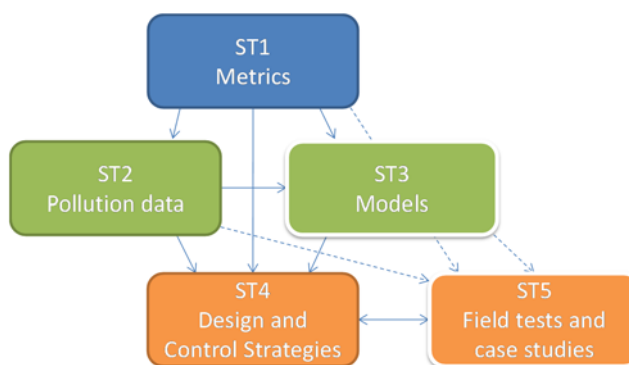 ST1
Metrics
ST2
Pollution data
ST3
Models
ST4
Design and
Control Strategies
ST5
Field tests and
case studies